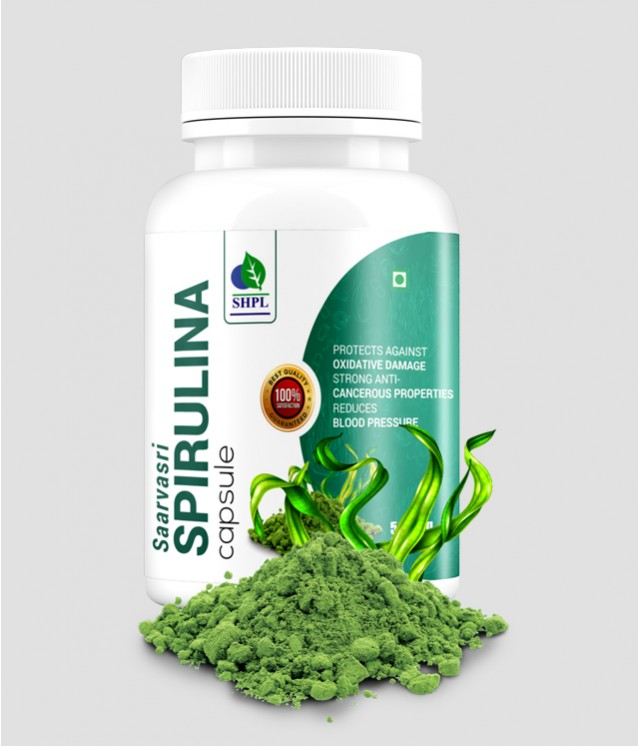 SHPL
Saarvasri
SPIRULINA
capsule
BEST QUALITY
100%
SATISFACTION
GUARANTEED
PROTECTS AGAINST
OXIDATIVE DAMAGE
STRONG ANTI-
CANCEROUS PROPERTIES
REDUCES
BLOOD PRESSURE